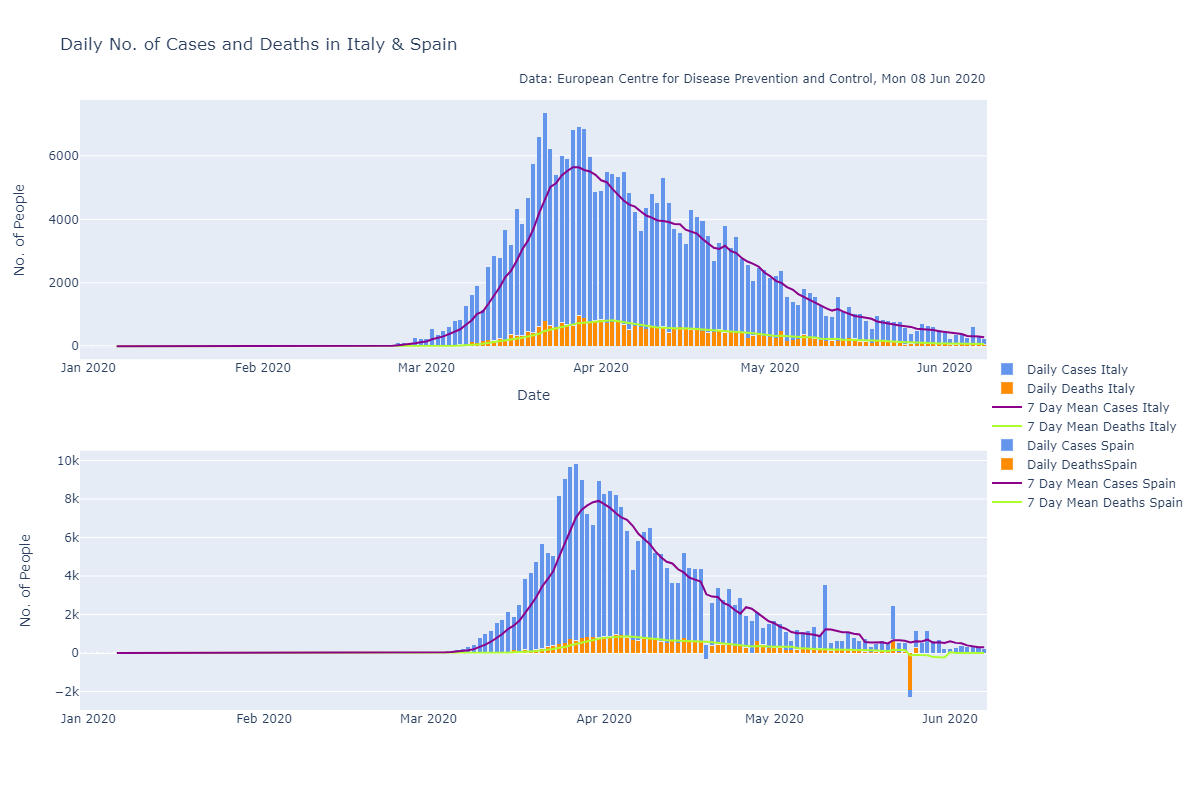 Daily No. of Cases and Deaths in Italy & Spain
Data: European Centre for Disease Prevention and Control, Mon 08 Jun 2020
6000
4000
2000
0
No. of People
Jan 2020 Feb 2020 Mar 2020 Apr 2020 May 2020 Jun 2020
Date
Daily Cases Italy
Daily Deaths Italy
7 Day Mean Cases Italy
7 Day Mean Deaths Italy
Daily Cases Spain
Daily DeathsSpain
7 Day Mean Cases Spain
7 Day Mean Deaths Spain
10k
8k
6k
4k
2k
0
−2k
No. of People
Jan 2020 Feb 2020 Mar 2020 Apr 2020 May 2020 Jun 2020